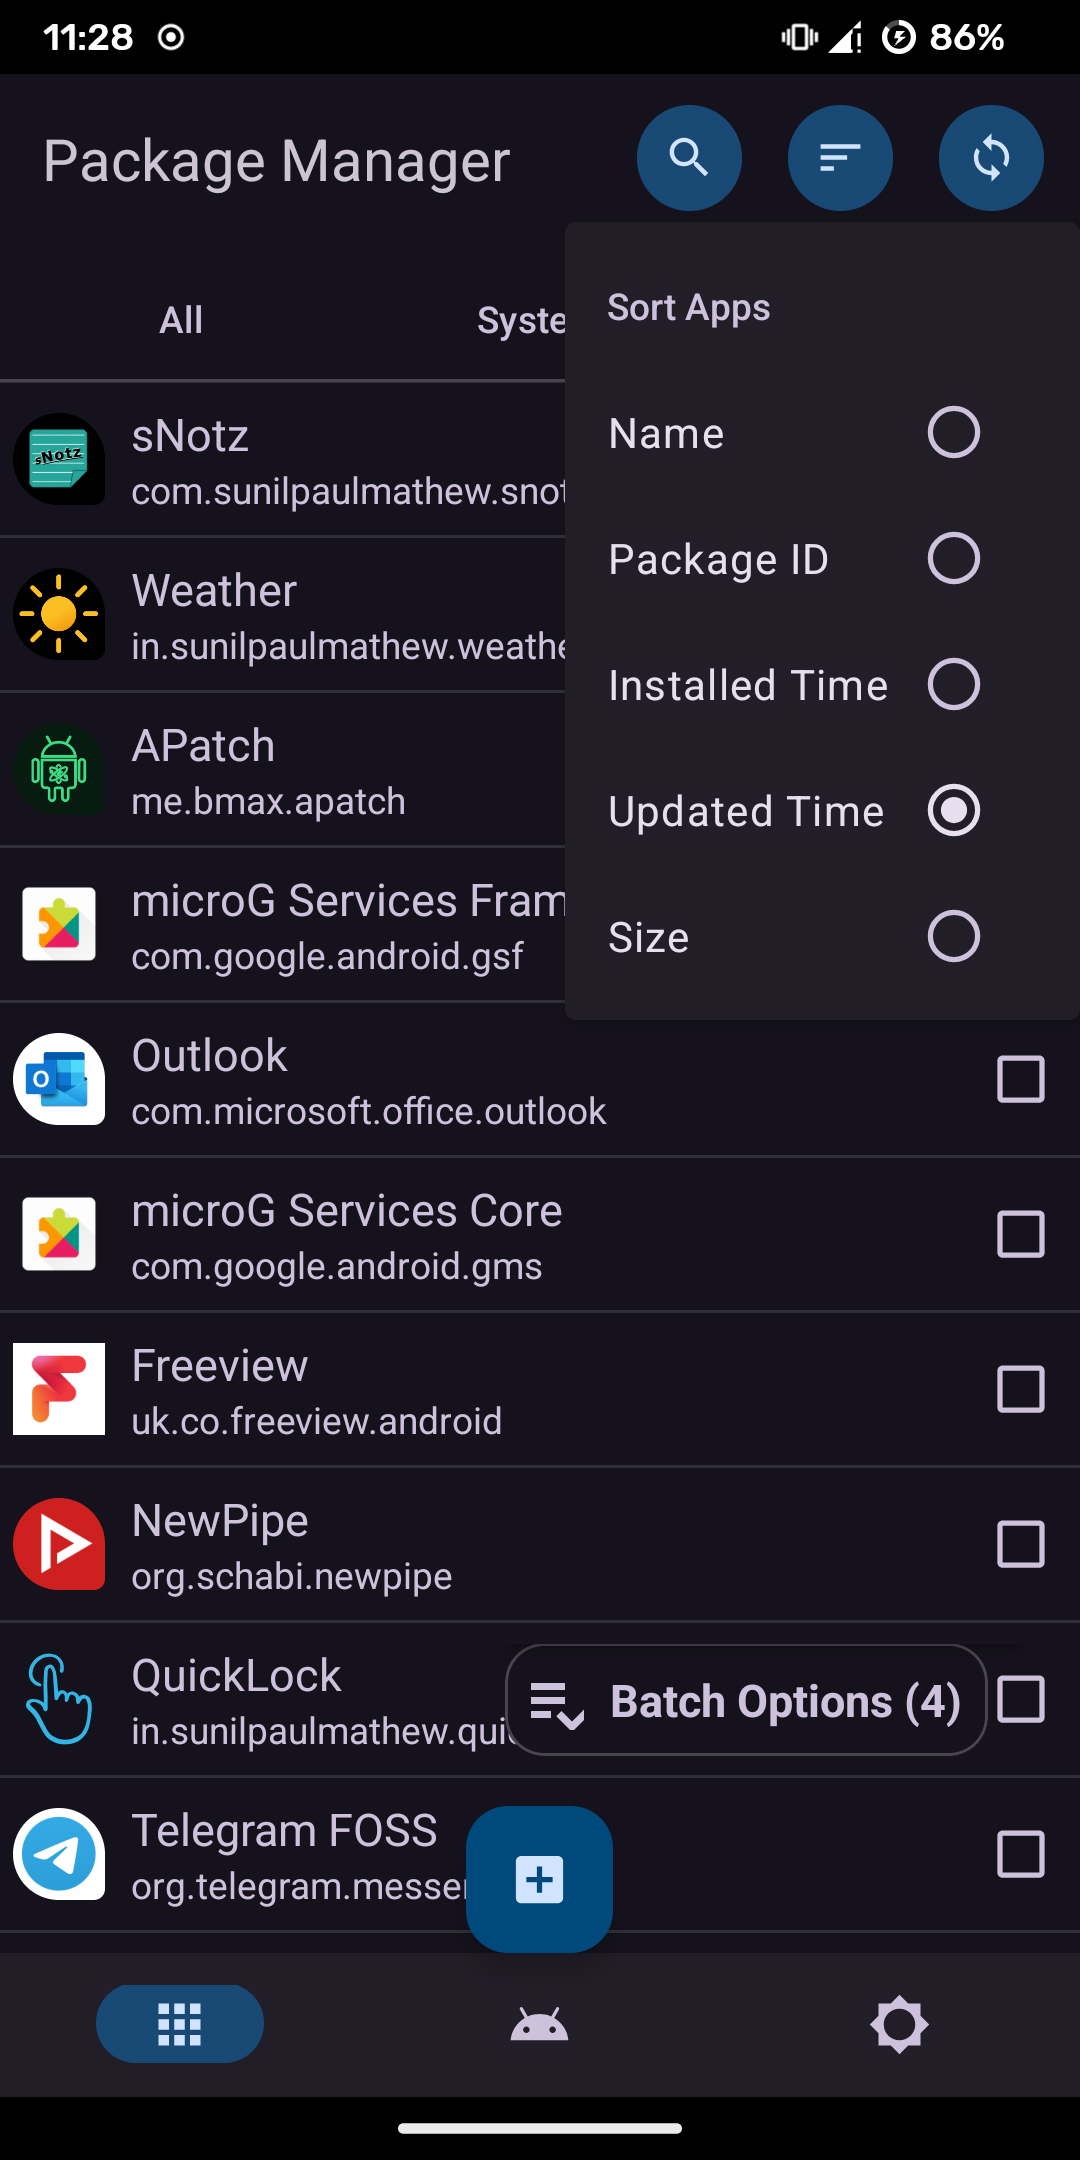 11:28
86%
Package Manager
Sort Apps
Name
Package ID
Installed Time
Updated Time
Size
All
Syste
sNotz
sNotz
com.sunilpaulmathew.snot
Weather
in.sunilpaulmathew.weathe
APatch
me.bmax.apatch
microG Services Fram
com.google.android.gsf
Outlook
com.microsoft.office.outlook
microG Services Core
com.google.android.gms
Freeview
uk.co.freeview.android
NewPipe
org.schabi.newpipe
QuickLock
in.sunilpaulmathew.quic
Batch Options (4)
Telegram FOSS
org.telegram.messer